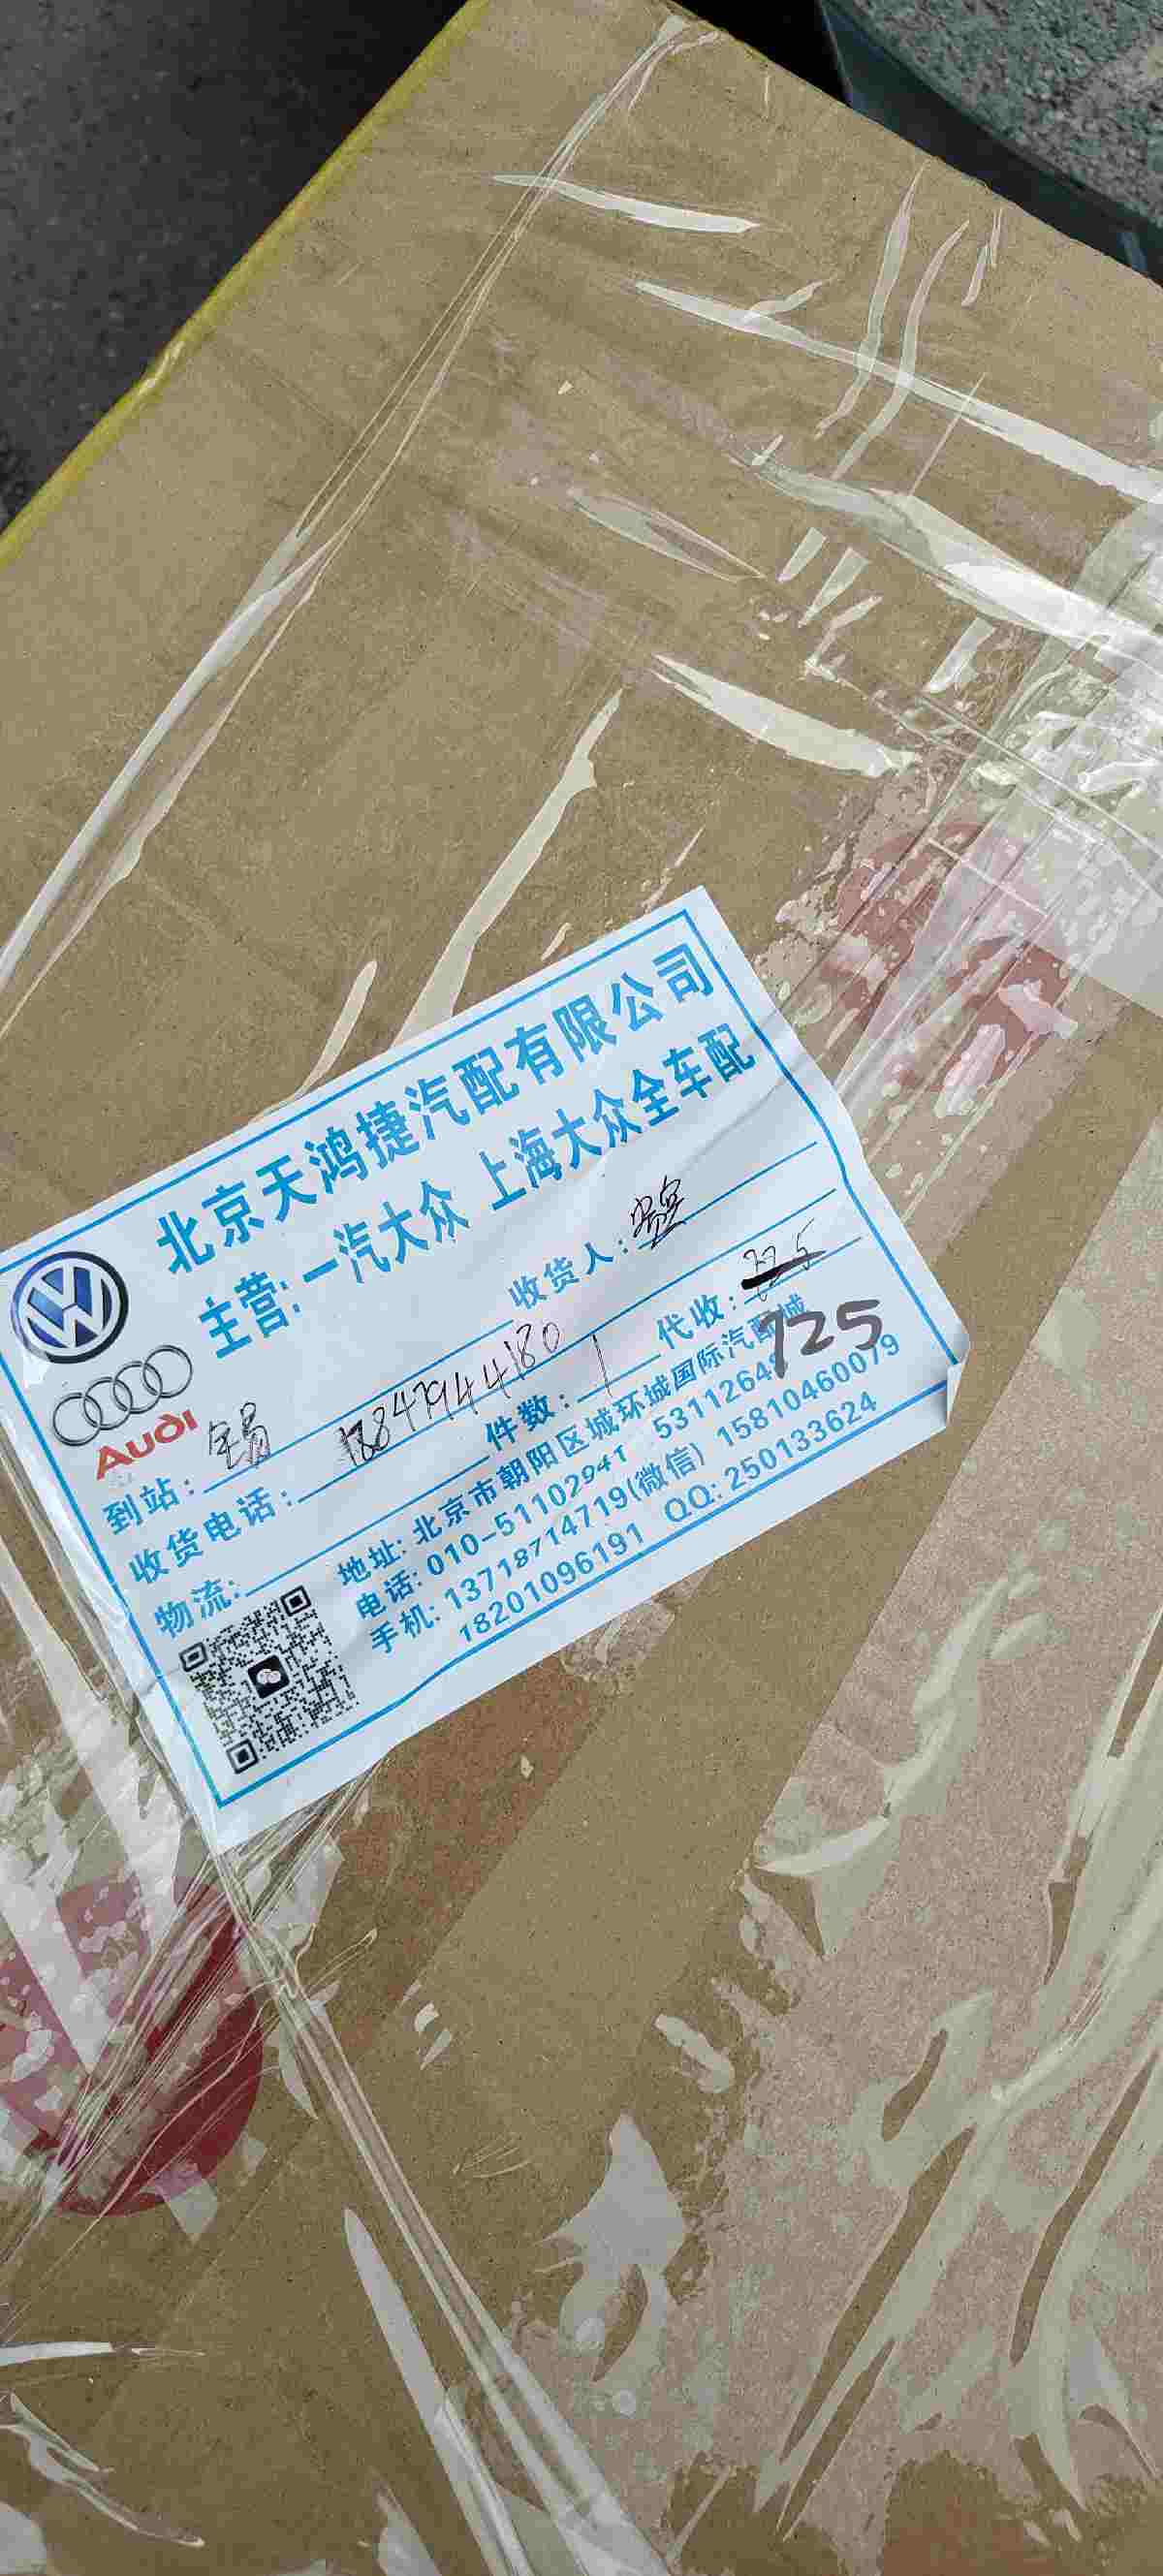 北京天鸿捷汽配有限公司
主营:一汽大众 上海大众全车配
Audi
到站: 锡 收货人:
收货电话: 18847944180 代收: 725
物流: 件数: 1
725
地址: 北京市朝阳区城环城国际汽配城
电话: 010-51102941 5311264
手机: 13718714719(微信) 15810460079
18201096191 QQ: 250133624